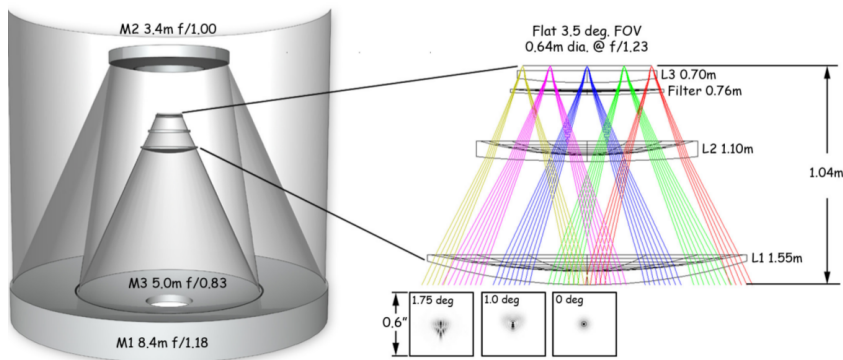 M2 3.4m f/1.00
M3 5.0m f/0.83
M1 8.4m f/1.18
Flat 3.5 deg. FOV
0.64m dia. @ f/1.23
L3 0.70m
Filter 0.76m
L2 1.10m
1.04m
L1 1.55m
0.6"
1.75 deg
1.0 deg
0 deg